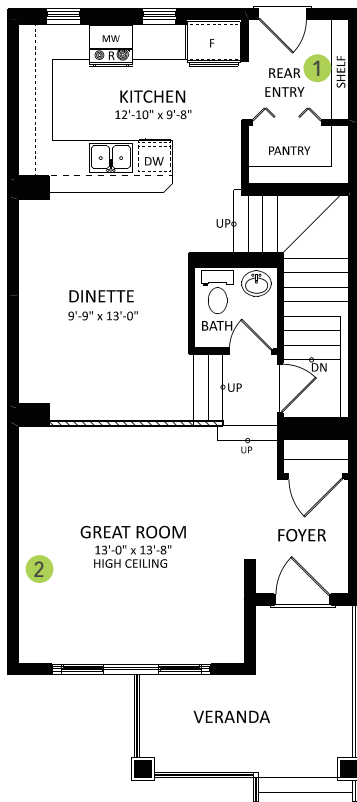 MW
R
F
1
REAR
ENTRY
SHELF
KITCHEN
12'-10" x 9'-8"
DW
PANTRY
UP
DINETTE
9'-9" x 13'-0"
BATH
DN
UP
UP
GREAT ROOM
13'-0" x 13'-8"
HIGH CEILING
FOYER
2
VERANDA